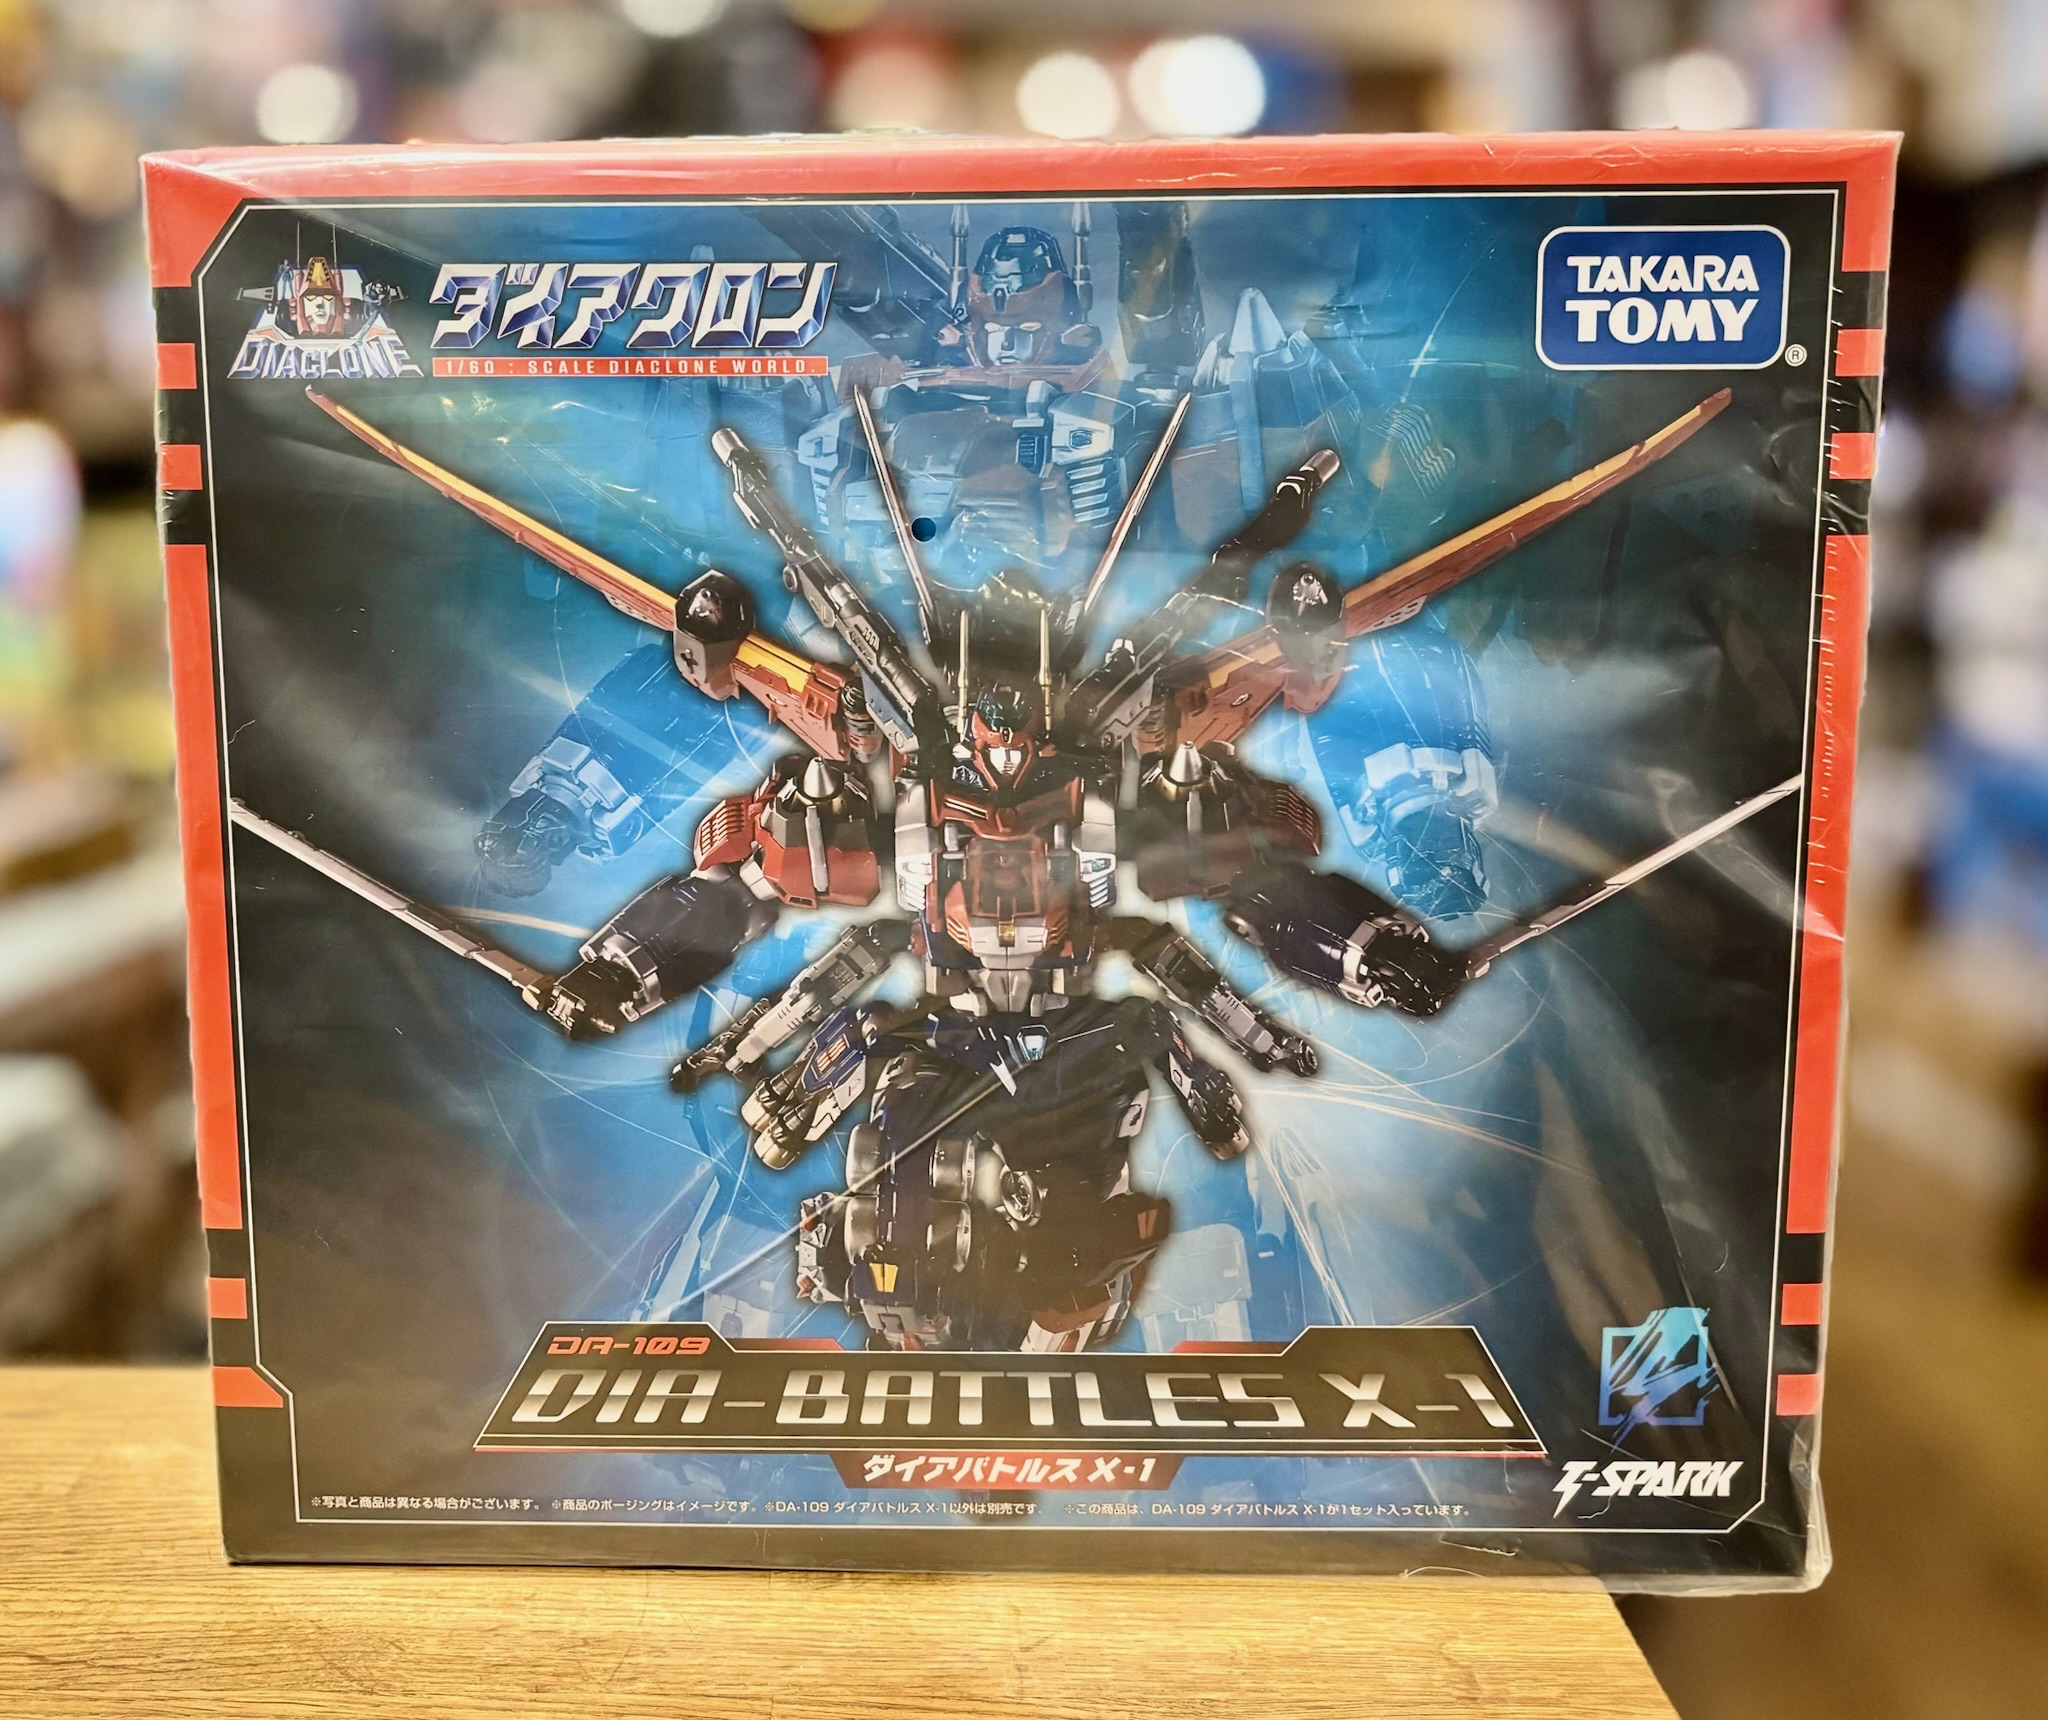 DIACLONE
ダイアクロン
1/60 : SCALE DIACLONE WORLD.
TAKARA
TOMY
®
DA-109
DIA-BATTLES X-1
ダイアバトルス X-1
T-SPARK
※写真と商品は異なる場合がございます。 ※商品のポージングはイメージです。※DA-109 ダイアバトルス X-1以外は別売です。 ※この商品は、DA-109 ダイアバトルス X-1が1セット入っています。